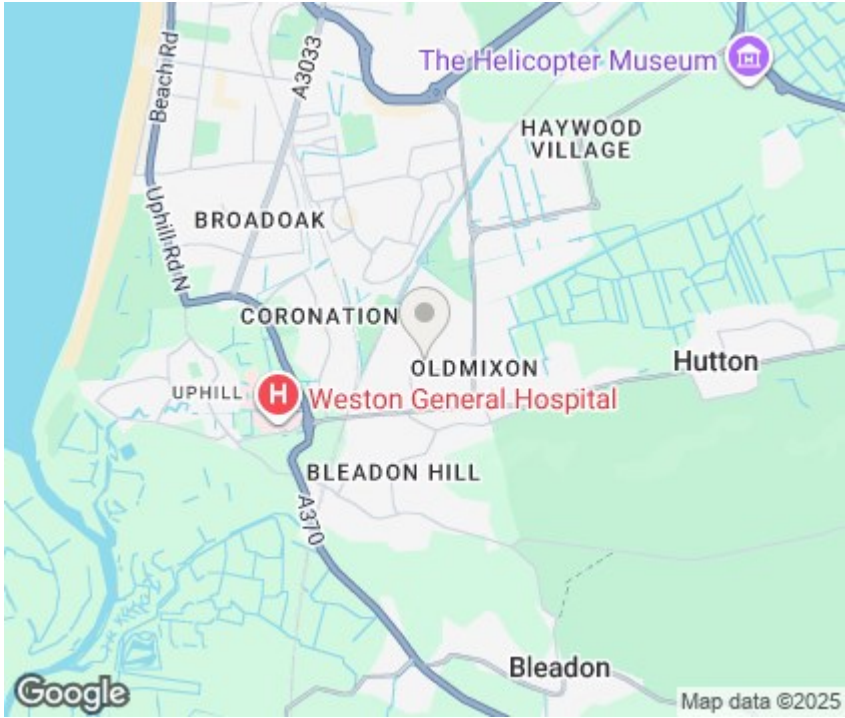 Beach Rd
A3033
The Helicopter Museum
HAYWOOD
VILLAGE
Uphill Rd N
BROADOAK
CORONATION
OLDMIXON
Hutton
UPHILL
H
Weston General Hospital
BLEADON HILL
A370
Bleadon
Google
Map data ©2025